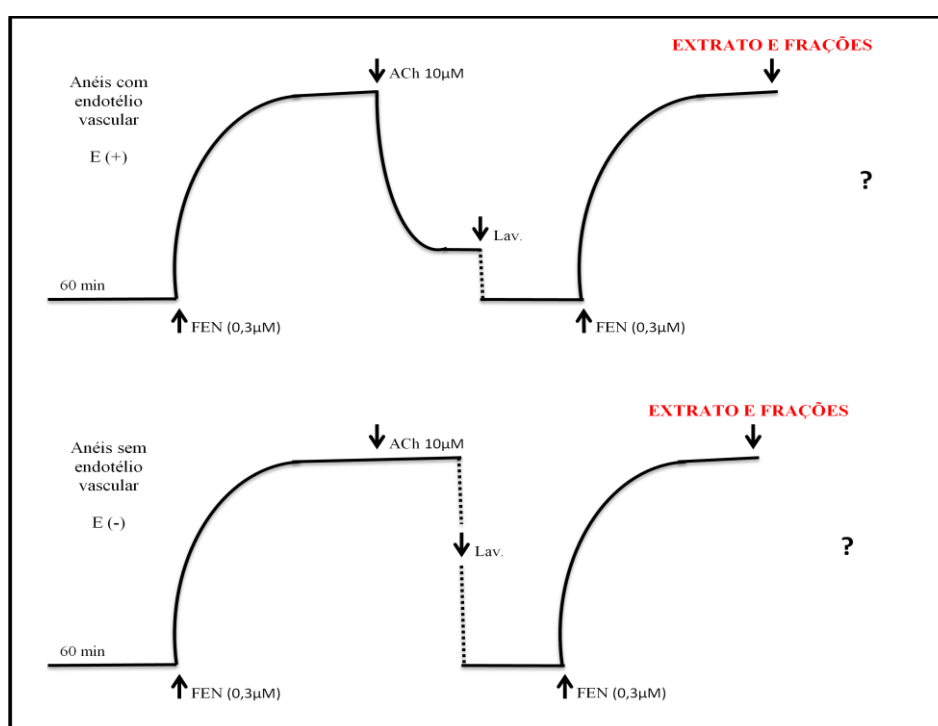 EXTRATO E FRAÇÕES
ACh 10µM
Anéis com
endotélio
vascular
E (+)
?
Lav.
60 min
FEN (0,3µM)
FEN (0,3µM)
EXTRATO E FRAÇÕES
ACh 10µM
Anéis sem
endotélio
vascular
E (-)
?
Lav.
60 min
FEN (0,3µM)
FEN (0,3µM)